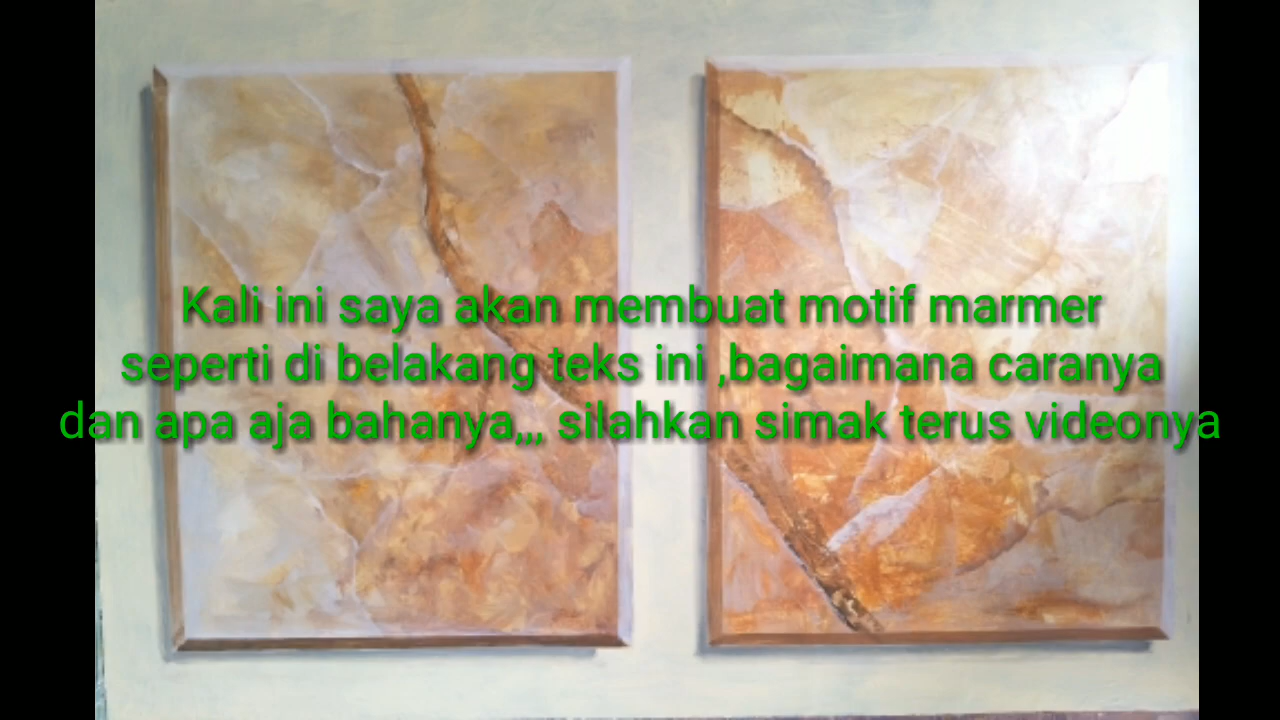 Kali ini saya akan membuat motif marmer
seperti di belakang teks ini ,bagaimana caranya
dan apa aja bahanya,,, silahkan simak terus videonya